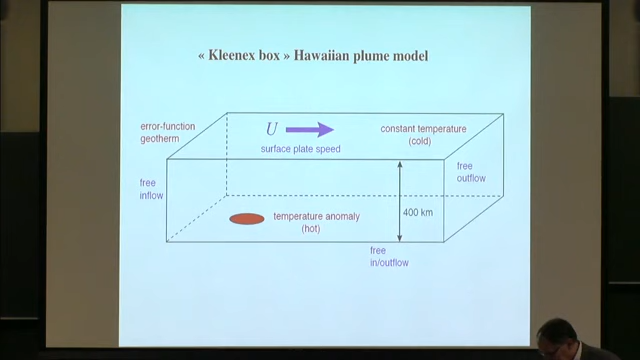 « Kleenex box » Hawaiian plume model
error-function
geotherm
U
surface plate speed
constant temperature
(cold)
free
inflow
free
outflow
temperature anomaly
(hot)
400 km
free
in/outflow